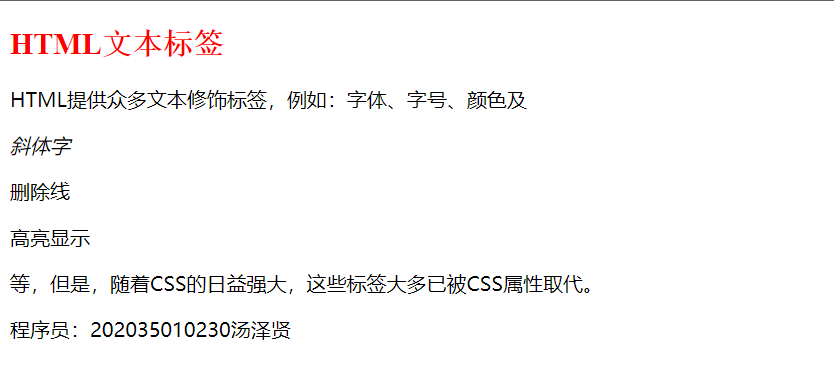 HTML文本标签
HTML提供众多文本修饰标签，例如：字体、字号、颜色及
斜体字
删除线
高亮显示
等，但是，随着CSS的日益强大，这些标签大多已被CSS属性取代。
程序员：202035010230汤泽贤